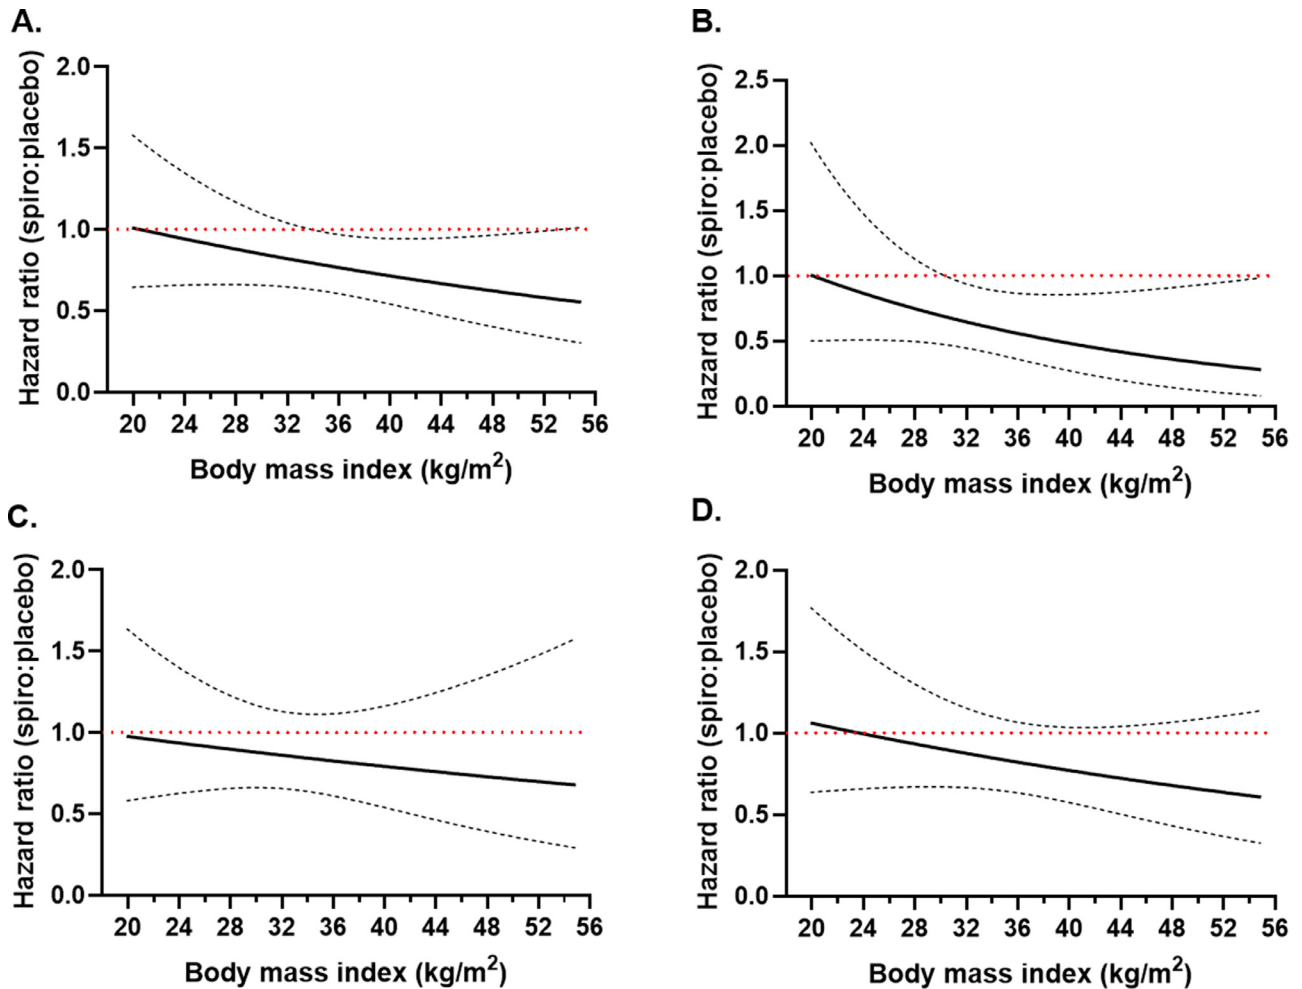 A.
Hazard ratio (spiro:placebo)
2.0
1.5
1.0
0.5
0.0
20 24 28 32 36 40 44 48 52 56
Body mass index (kg/m²)
B.
Hazard ratio (spiro:placebo)
2.5
2.0
1.5
1.0
0.5
0.0
20 24 28 32 36 40 44 48 52 56
Body mass index (kg/m²)
C.
Hazard ratio (spiro:placebo)
2.0
1.5
1.0
0.5
0.0
20 24 28 32 36 40 44 48 52 56
Body mass index (kg/m²)
D.
Hazard ratio (spiro:placebo)
2.0
1.5
1.0
0.5
0.0
20 24 28 32 36 40 44 48 52 56
Body mass index (kg/m²)